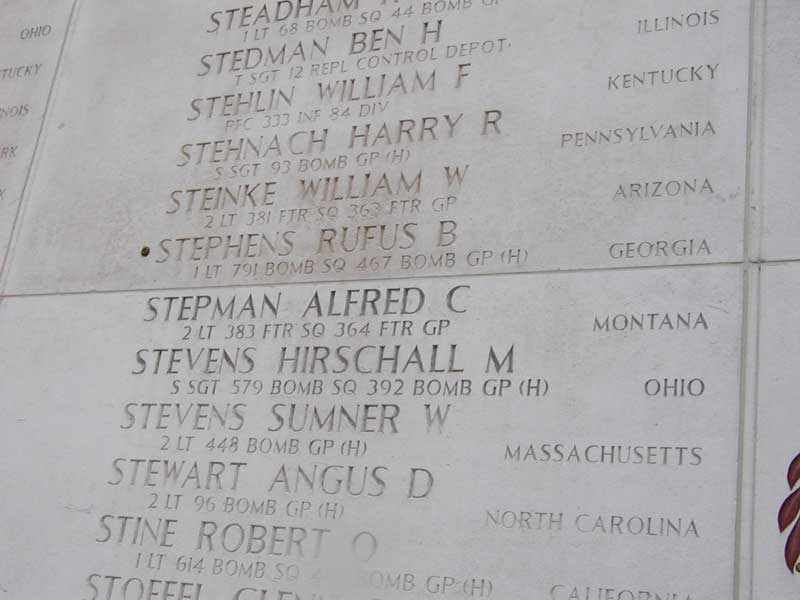 OHIO
STEADHAM
1 LT 68 BOMB SQ 44 BOMB
STEDMAN BEN H ILLINOIS
T SGT 12 REPL CONTROL DEPOT.
STEHLIN WILLIAM F KENTUCKY
PFC 333 INF 84 DIV
STEHNACH HARRY R PENNSYLVANIA
S SGT 93 BOMB GP (H)
STEINKE WILLIAM W ARIZONA
2 LT 381 FTR SQ 363 FTR GP
STEPHENS RUFUS B GEORGIA
1 LT 791 BOMB SQ 467 BOMB GP (H)
STEPMAN ALFRED C MONTANA
2 LT 383 FTR SQ 364 FTR GP
STEVENS HIRSCHALL M OHIO
S SGT 579 BOMB SQ 392 BOMB GP (H)
STEVENS SUMNER W MASSACHUSETTS
2 LT 448 BOMB GP (H)
STEWART ANGUS D NORTH CAROLINA
2 LT 96 BOMB GP (H)
STINE ROBERT O CALIFORNIA
1 LT 614 BOMB SQ BOMB GP (H)